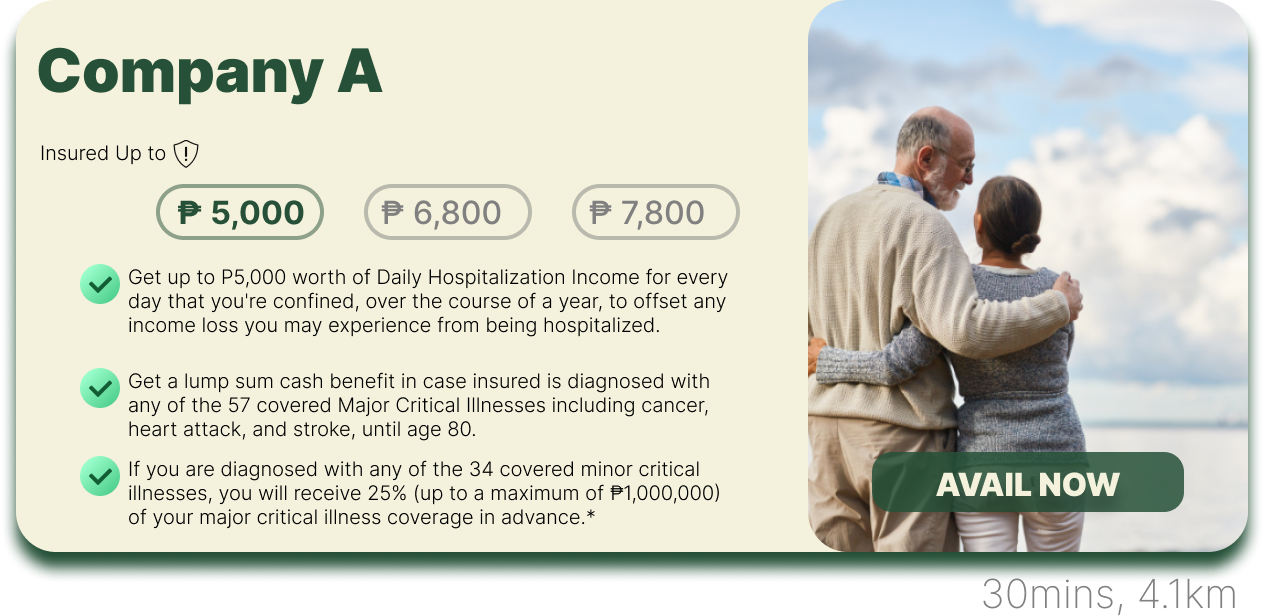 Company A
Insured Up to
₱ 5,000
₱ 6,800
₱ 7,800
Get up to P5,000 worth of Daily Hospitalization Income for every
day that you're confined, over the course of a year, to offset any
income loss you may experience from being hospitalized.
Get a lump sum cash benefit in case insured is diagnosed with
any of the 57 covered Major Critical Illnesses including cancer,
heart attack, and stroke, until age 80.
If you are diagnosed with any of the 34 covered minor critical
illnesses, you will receive 25% (up to a maximum of ₱1,000,000)
of your major critical illness coverage in advance.*
AVAIL NOW
30mins, 4.1km